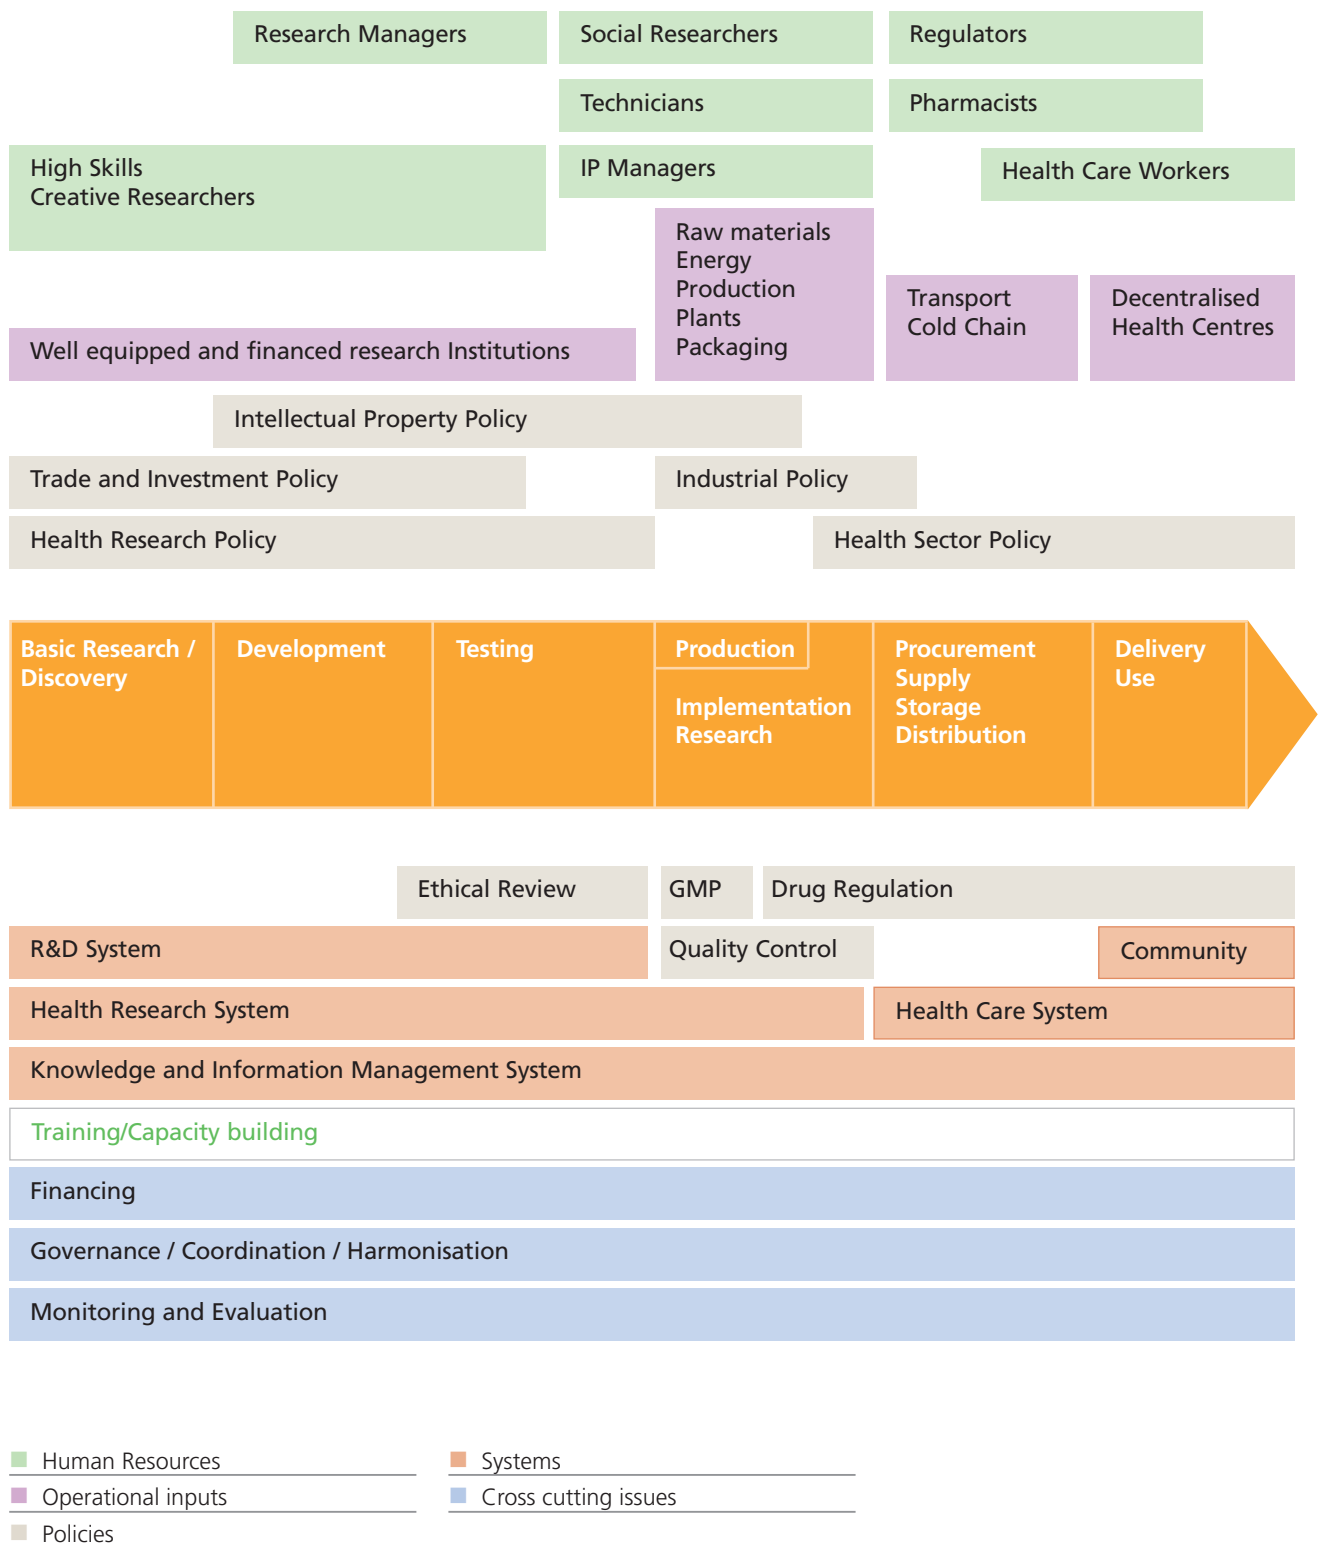 Research Managers
Social Researchers
Regulators
Technicians
Pharmacists
High Skills
Creative Researchers
IP Managers
Health Care Workers
Raw materials
Energy
Production
Plants
Packaging
Transport
Cold Chain
Decentralised
Health Centres
Well equipped and financed research Institutions
Intellectual Property Policy
Trade and Investment Policy
Industrial Policy
Health Research Policy
Health Sector Policy
Basic Research /
Discovery
Development
Testing
Production
Implementation
Research
Procurement
Supply
Storage
Distribution
Delivery
Use
Ethical Review
GMP
Drug Regulation
R&D System
Quality Control
Community
Health Research System
Health Care System
Knowledge and Information Management System
Training/Capacity building
Financing
Governance / Coordination / Harmonisation
Monitoring and Evaluation
Human Resources
Systems
Operational inputs
Cross cutting issues
Policies